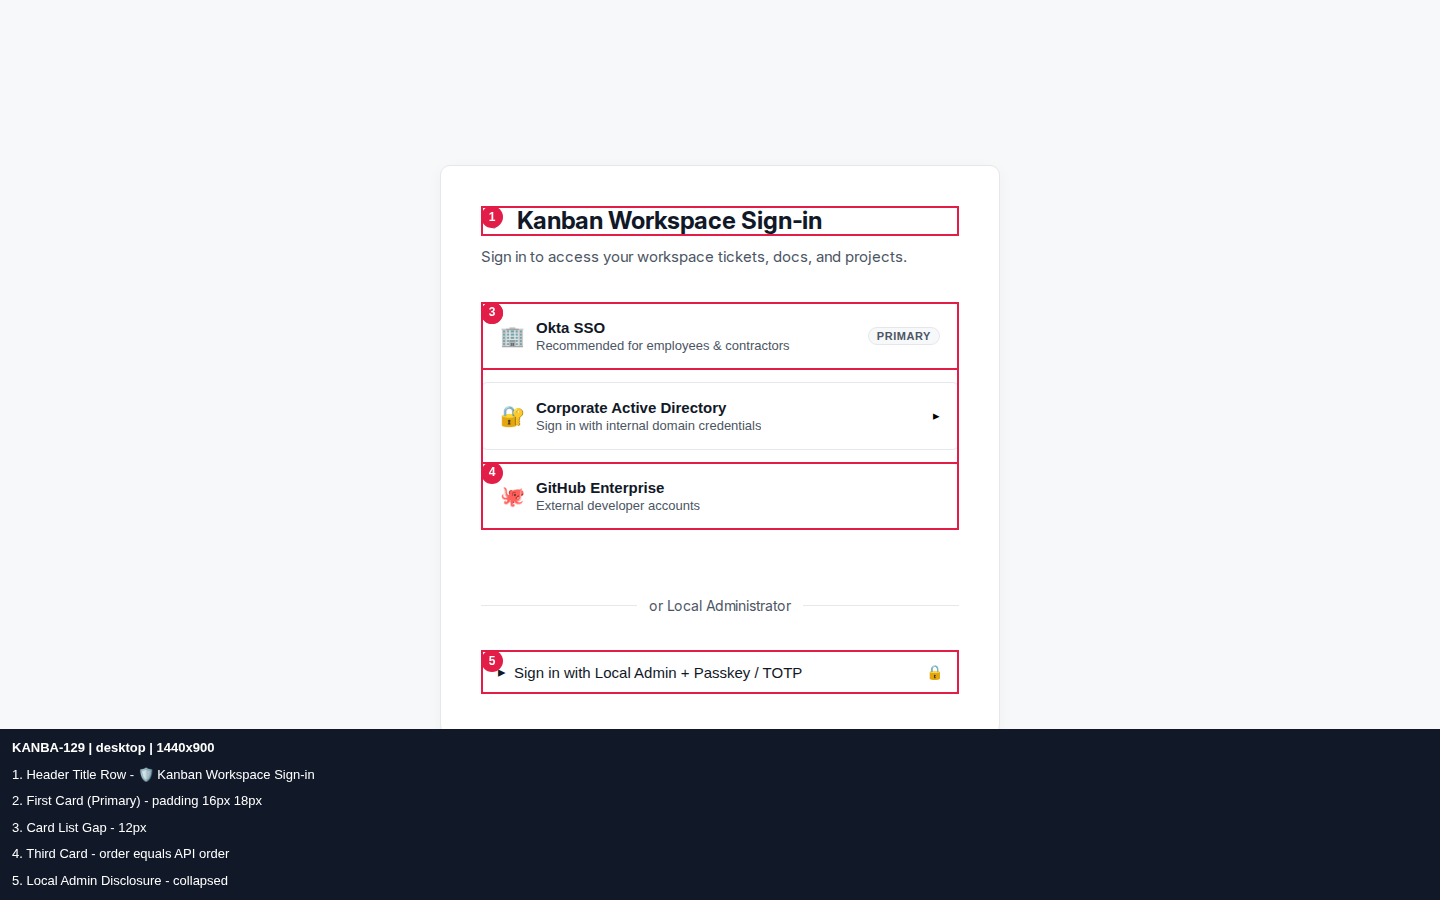 1 Kanban Workspace Sign-in
Sign in to access your workspace tickets, docs, and projects.
3
Okta SSO
Recommended for employees & contractors
PRIMARY
Corporate Active Directory
Sign in with internal domain credentials
4
GitHub Enterprise
External developer accounts
or Local Administrator
5
Sign in with Local Admin + Passkey / TOTP
KANBA-129 | desktop | 1440x900
1. Header Title Row - 🛡️ Kanban Workspace Sign-in
2. First Card (Primary) - padding 16px 18px
3. Card List Gap - 12px
4. Third Card - order equals API order
5. Local Admin Disclosure - collapsed